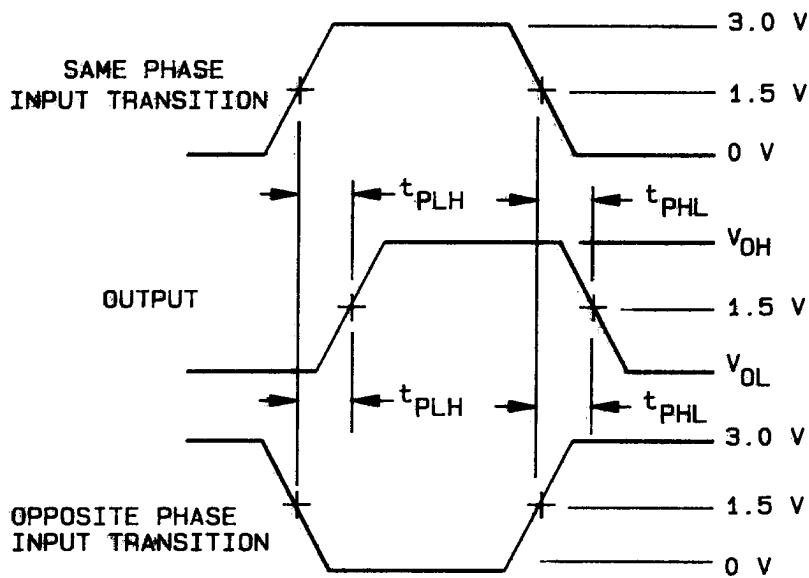 3.0 V
SAME PHASE
INPUT TRANSITION
1.5 V
0 V
tPLH
tPHL
VOH
OUTPUT
1.5 V
VOL
tPLH
tPHL
3.0 V
OPPOSITE PHASE
INPUT TRANSITION
1.5 V
0 V